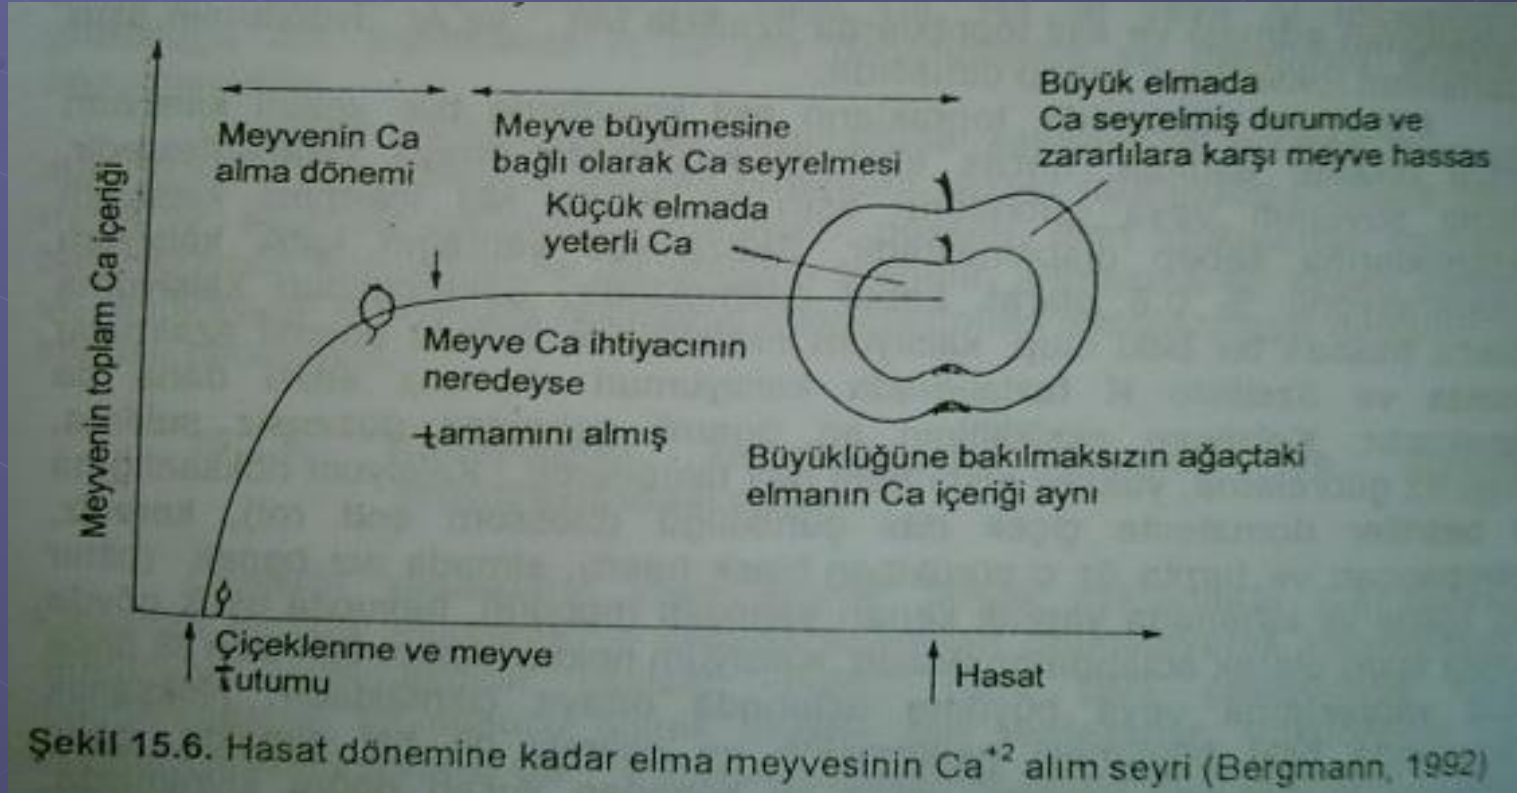 Meyvenin toplam Ca içeriği
Meyvenin Ca
alma dönemi
Meyve büyümesine
bağlı olarak Ca seyrelmesi
Küçük elmada
yeterli Ca
Büyük elmada
Ca seyrelmiş durumda ve
zararlılara karşı meyve hassas
Meyve Ca ihtiyacının
neredeyse
tamamını almış
Büyüklüğüne bakılmaksızın ağaçtaki
elmanın Ca içeriği aynı
Çiçeklenme ve meyve
Tutumu
Hasat
Şekil 15.6. Hasat dönemine kadar elma meyvesinin Ca⁺² alım seyri (Bergmann, 1992)